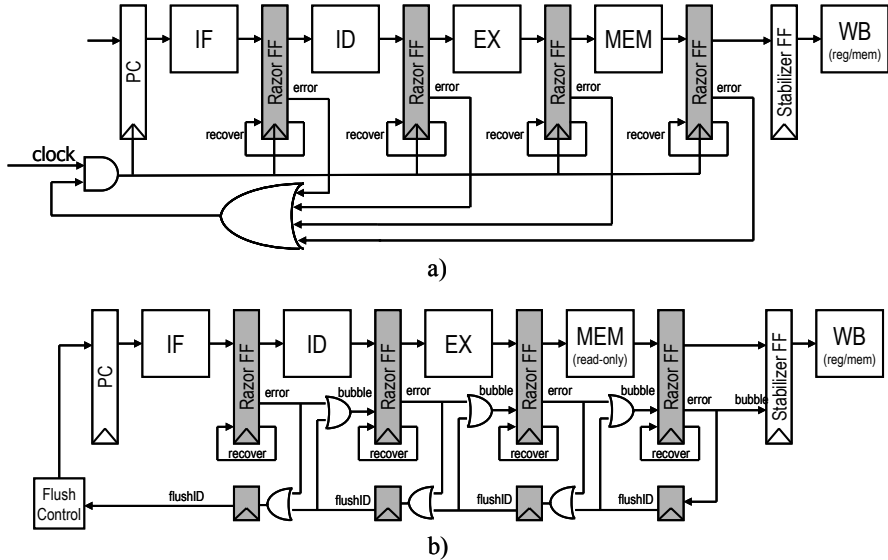 IF
ID
EX
MEM
WB
(reg/mem)
PC
Razor FF
Razor FF
Razor FF
Razor FF
Stabilizer FF
error
error
error
error
recover
recover
recover
recover
clock
a)
IF
ID
EX
MEM
(read-only)
WB
(reg/mem)
PC
Razor FF
Razor FF
Razor FF
Razor FF
Stabilizer FF
error
bubble
error
bubble
error
bubble
error
bubble
recover
recover
recover
recover
Flush
Control
flushID
flushID
flushID
flushID
b)